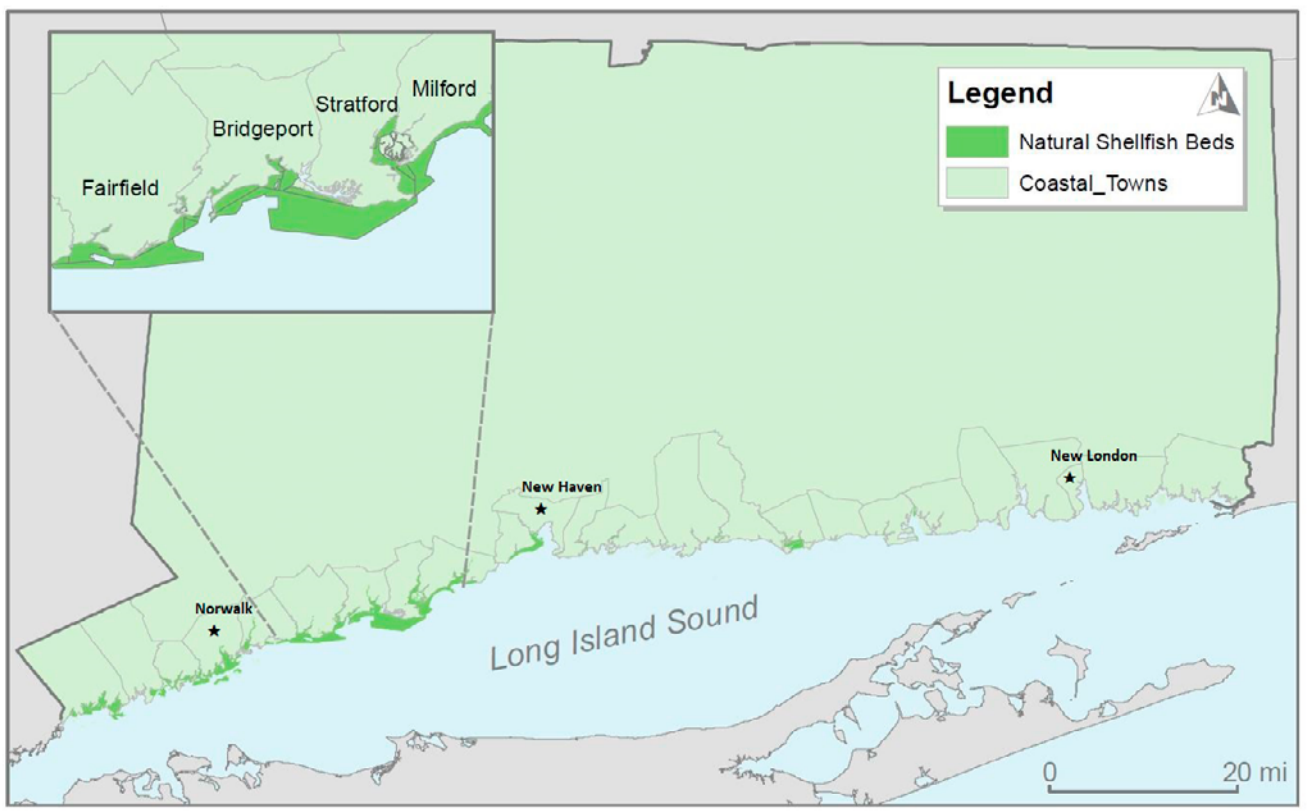 Fairfield
Bridgeport
Stratford
Milford
Legend
N
Natural Shellfish Beds
Coastal_Towns
New London
New Haven
Norwalk
Long Island Sound
0 20 mi